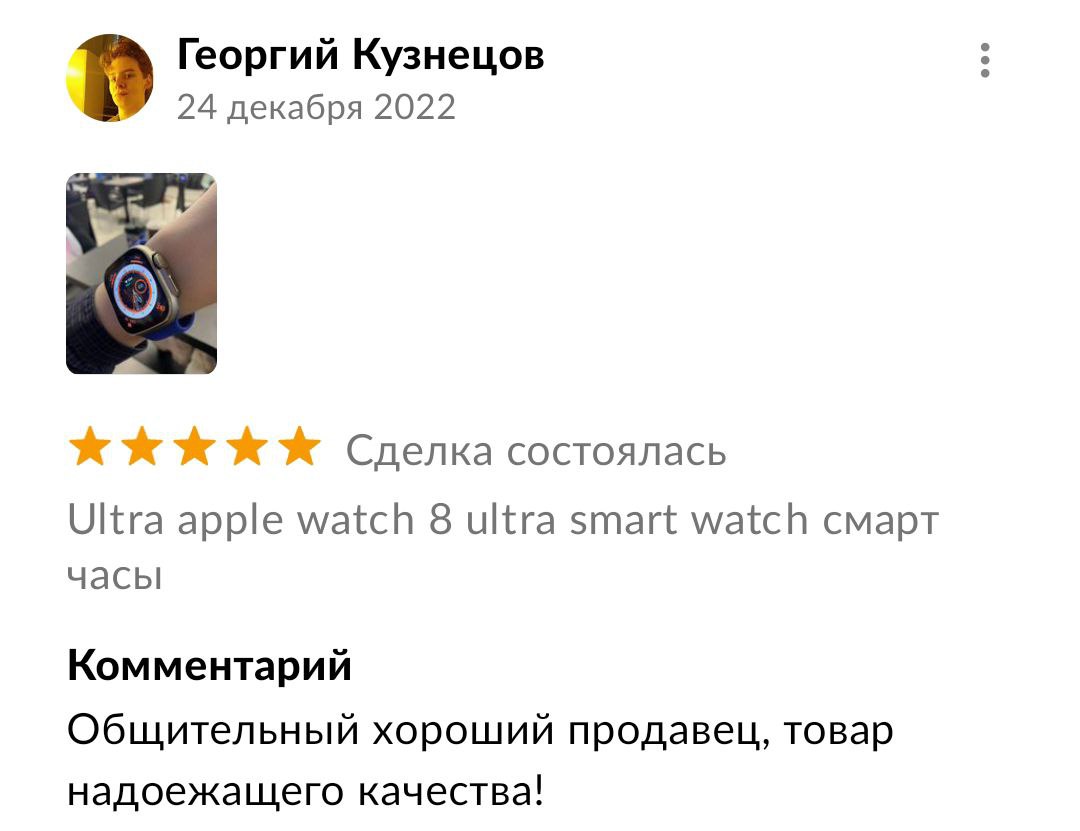 Георгий Кузнецов
24 декабря 2022
Сделка состоялась
Ultra apple watch 8 ultra smart watch смарт
часы
Комментарий
Общительный хороший продавец, товар
надоежащего качества!